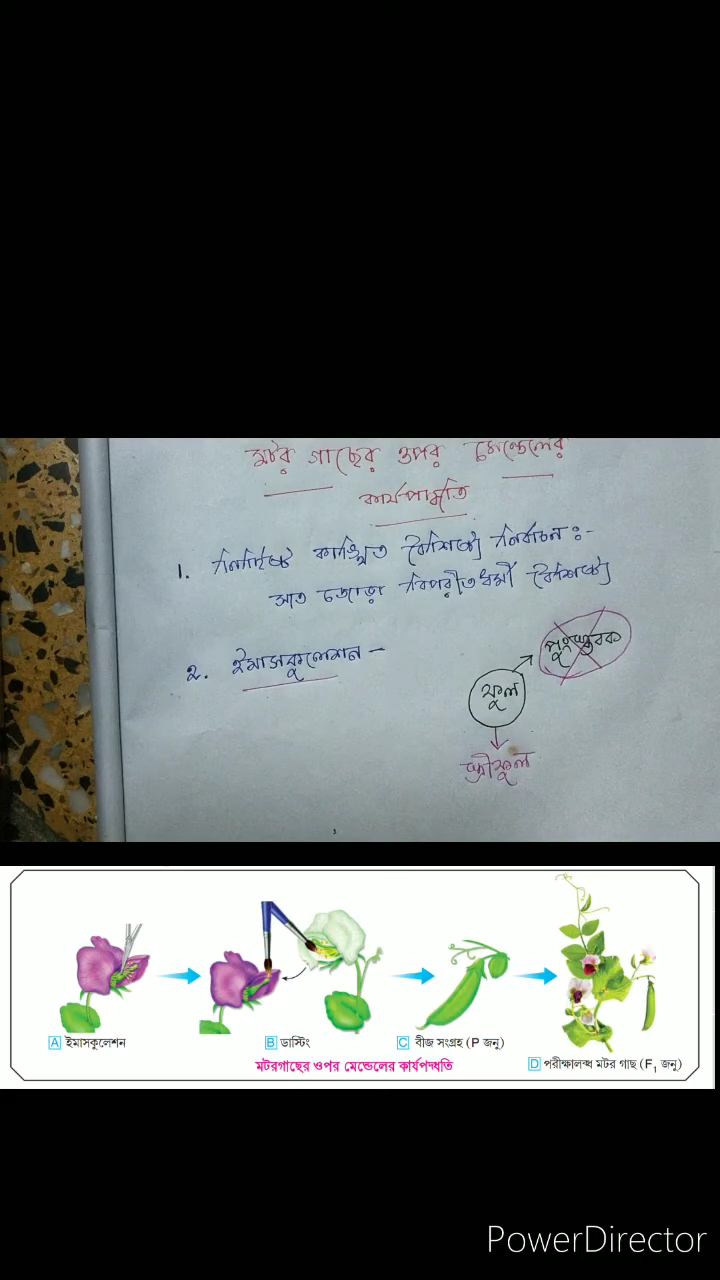 মটর গাছের ওপর মেন্ডেলের
কার্যপদ্ধতি
1. নির্দিষ্ট কাঙ্খিত বৈশিষ্ট্য নির্বাচন ঃ-
সাত জোড়া বিপরীতধর্মী বৈশিষ্ট্য
2. ইমাসকুলেশন -
পুংস্তবক
ফুল
স্ত্রীফুল
A ইমাসকুলেশন
B ডাস্টিং
C বীজ সংগ্রহ (P জনু)
D পরীক্ষালব্ধ মটর গাছ (F₁ জনু)
মটরগাছের ওপর মেন্ডেলের কার্যপদ্ধতি
PowerDirector